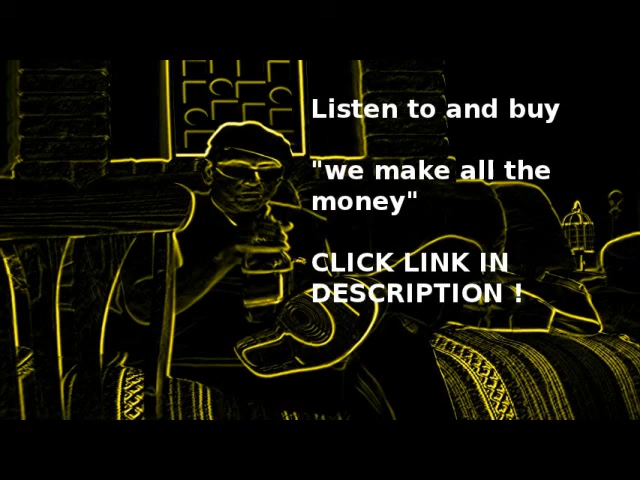 Listen to and buy
"we make all the
money"
CLICK LINK IN
DESCRIPTION !